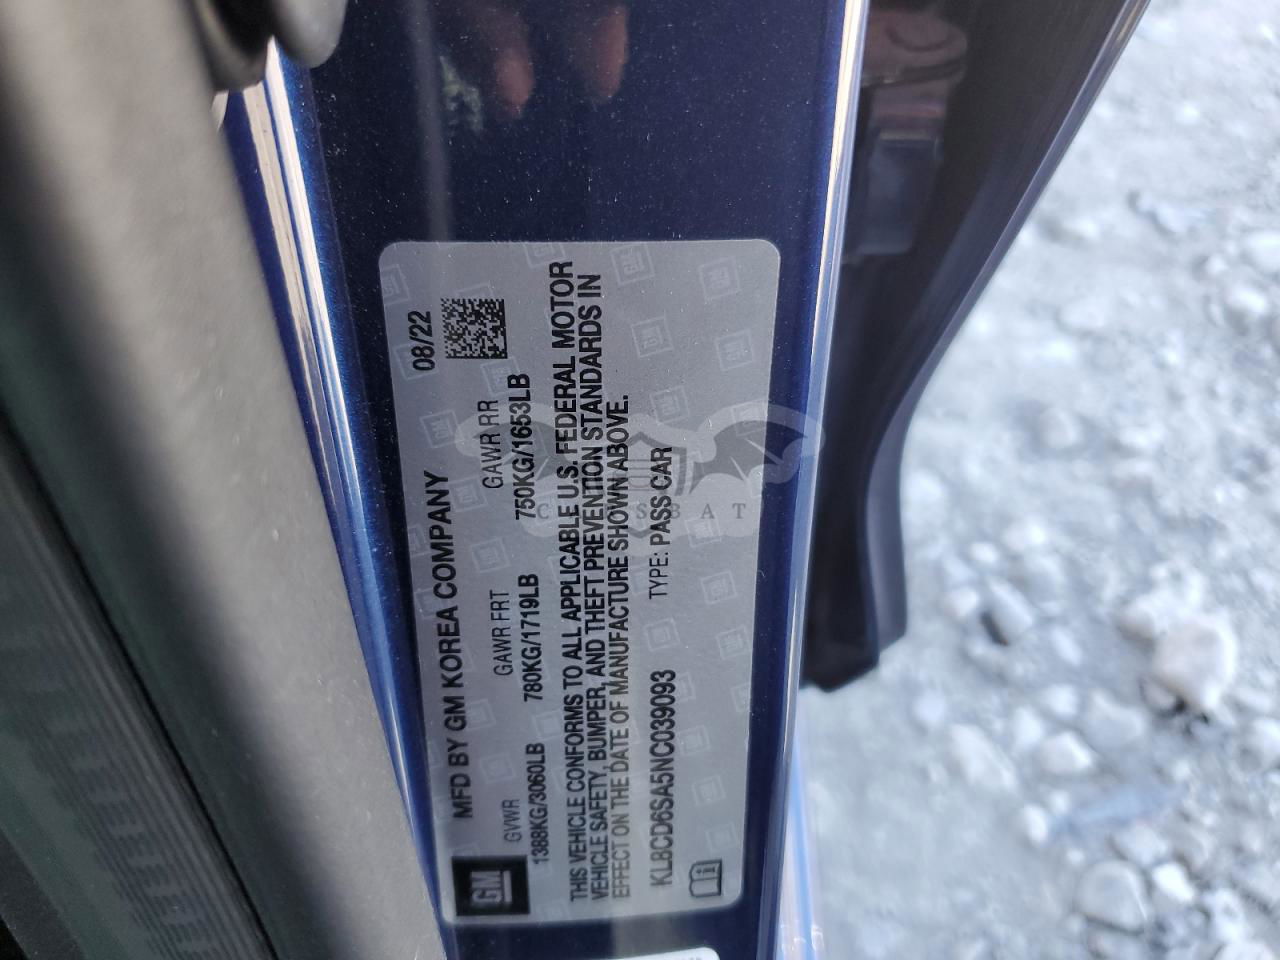 MFD BY GM KOREA COMPANY 08/22
GM
GVWR GAWR FRT GAWR RR
1388KG/3060LB 780KG/1719LB 750KG/1653LB
THIS VEHICLE CONFORMS TO ALL APPLICABLE U.S. FEDERAL MOTOR
VEHICLE SAFETY, BUMPER, AND THEFT PREVENTION STANDARDS IN
EFFECT ON THE DATE OF MANUFACTURE SHOWN ABOVE.
KL8CD6SA5NC039093 TYPE: PASS CAR